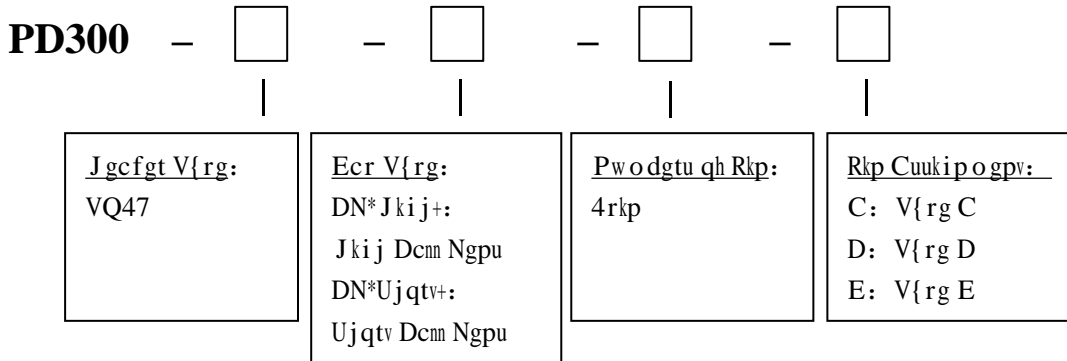 PD300 – □ – □ – □ – □
Jgcfgt V{rg:
VQ47
Ecr V{rg:
DN*Jkij+:
Jkij Dcnn Ngpu
DN*Ujqtv+:
Ujqtv Dcnn Ngpu
Pwodgtu qh Rkp:
4rkp
Rkp Cuukipogpv:
C: V{rg C
D: V{rg D
E: V{rg E